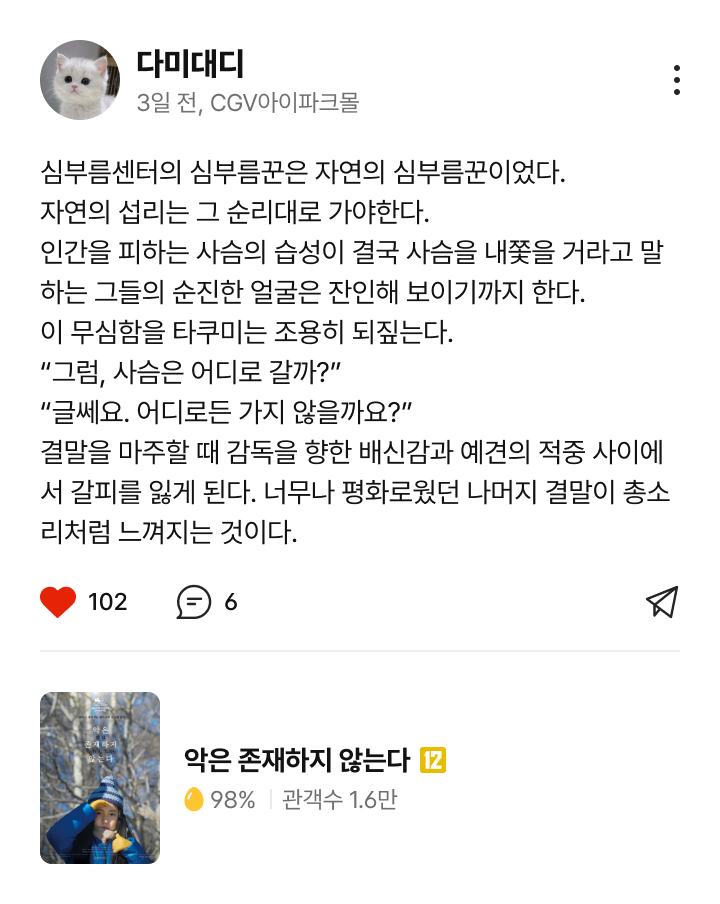 다미대디
3일 전, CGV아이파크몰
심부름센터의 심부름꾼은 자연의 심부름꾼이었다.
자연의 섭리는 그 순리대로 가야한다.
인간을 피하는 사슴의 습성이 결국 사슴을 내쫓을 거라고 말
하는 그들의 순진한 얼굴은 잔인해 보이기까지 한다.
이 무심함을 타쿠미는 조용히 되짚는다.
“그럼, 사슴은 어디로 갈까?”
“글쎄요. 어디로든 가지 않을까요?”
결말을 마주할 때 감독을 향한 배신감과 예견의 적중 사이에
서 갈피를 잃게 된다. 너무나 평화로웠던 나머지 결말이 총소
리처럼 느껴지는 것이다.
102
6
악은
존재하지
않는다
악은 존재하지 않는다 12
98% 관객수 1.6만